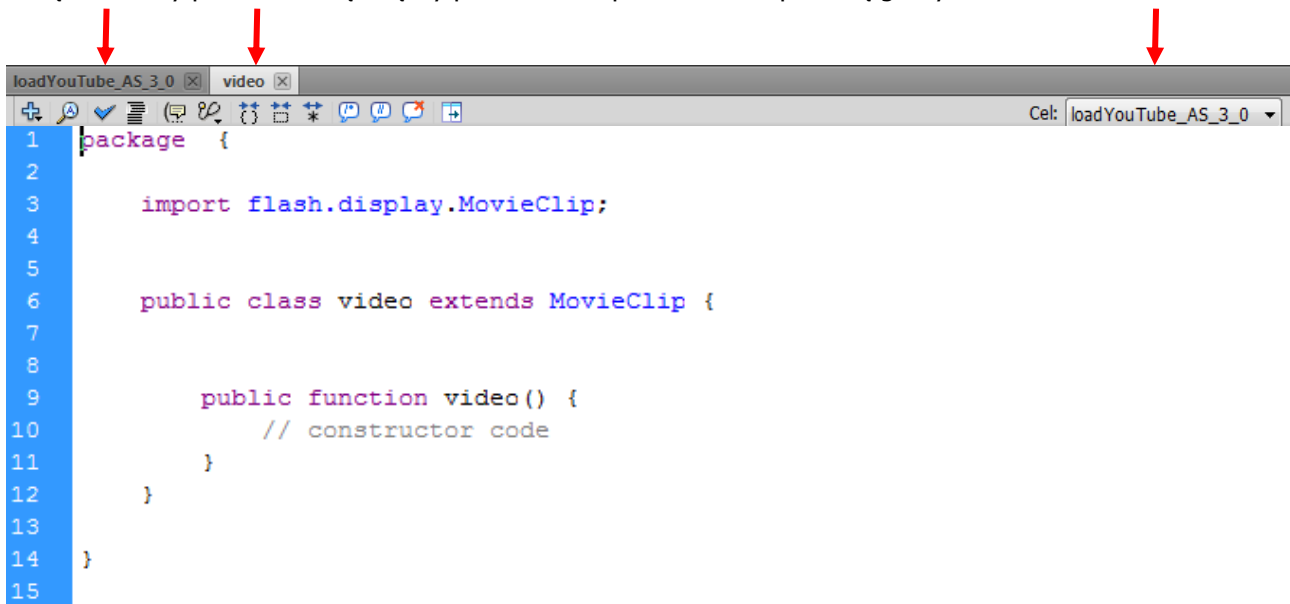 loadYouTube_AS_3_0 video
Cel: loadYouTube_AS_3_0
1 package {
2
3 import flash.display.MovieClip;
4
5
6 public class video extends MovieClip {
7
8
9 public function video() {
10 // constructor code
11 }
12 }
13
14 }
15